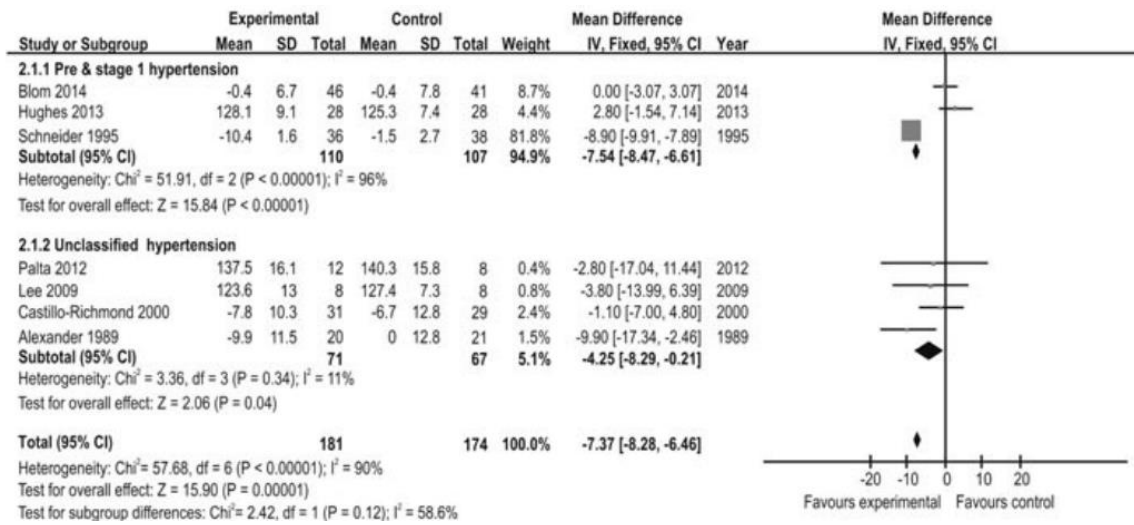 Experimental Control Mean Difference Mean Difference
Study or Subgroup Mean SD Total Mean SD Total Weight IV, Fixed, 95% CI Year IV, Fixed, 95% CI
2.1.1 Pre & stage 1 hypertension
Blom 2014 -0.4 6.7 46 -0.4 7.8 41 8.7% 0.00 [-3.07, 3.07] 2014
Hughes 2013 128.1 9.1 28 125.3 7.4 28 4.4% 2.80 [-1.54, 7.14] 2013
Schneider 1995 -10.4 1.6 36 -1.5 2.7 38 81.8% -8.90 [-9.91, -7.89] 1995
Subtotal (95% CI) 110 107 94.9% -7.54 [-8.47, -6.61]
Heterogeneity: Chi² = 51.91, df = 2 (P < 0.00001); I² = 96%
Test for overall effect: Z = 15.84 (P < 0.00001)
2.1.2 Unclassified hypertension
Palta 2012 137.5 16.1 12 140.3 15.8 8 0.4% -2.80 [-17.04, 11.44] 2012
Lee 2009 123.6 13 8 127.4 7.3 8 0.8% -3.80 [-13.99, 6.39] 2009
Castillo-Richmond 2000 -7.8 10.3 31 -6.7 12.8 29 2.4% -1.10 [-7.00, 4.80] 2000
Alexander 1989 -9.9 11.5 20 0 12.8 21 1.5% -9.90 [-17.34, -2.46] 1989
Subtotal (95% CI) 71 67 5.1% -4.25 [-8.29, -0.21]
Heterogeneity: Chi² = 3.36, df = 3 (P = 0.34); I² = 11%
Test for overall effect: Z = 2.06 (P = 0.04)
Total (95% CI) 181 174 100.0% -7.37 [-8.28, -6.46]
Heterogeneity: Chi²= 57.68, df = 6 (P < 0.00001); I² = 90%
Test for overall effect: Z = 15.90 (P = 0.00001)
Test for subgroup differences: Chi²= 2.42, df = 1 (P = 0.12); I² = 58.6%
-20 -10 0 10 20
Favours experimental Favours control